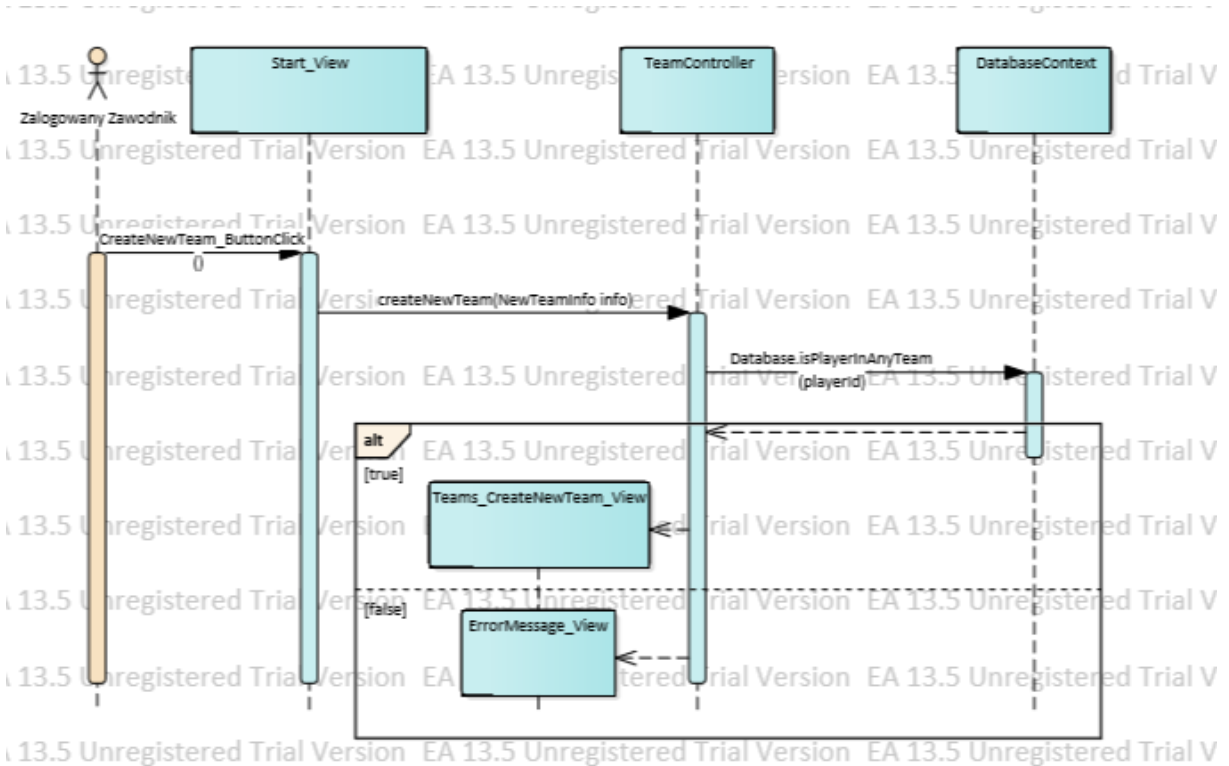 Start_View
TeamController
DatabaseContext
Zalogowany Zawodnik
CreateNewTeam_ButtonClick
()
createNewTeam(NewTeamInfo info)
Database.isPlayerInAnyTeam
(playerId)
alt
[true]
Teams_CreateNewTeam_View
[false]
ErrorMessage_View
EA 13.5 Unregistered Trial Version